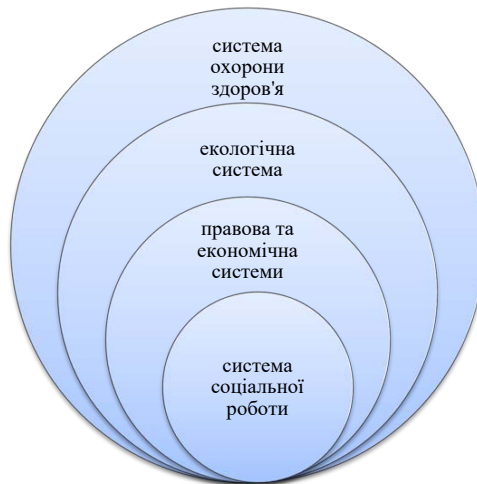 система
охорони
здоров'я
екологічна
система
правова та
економічна
системи
система
соціальної
роботи